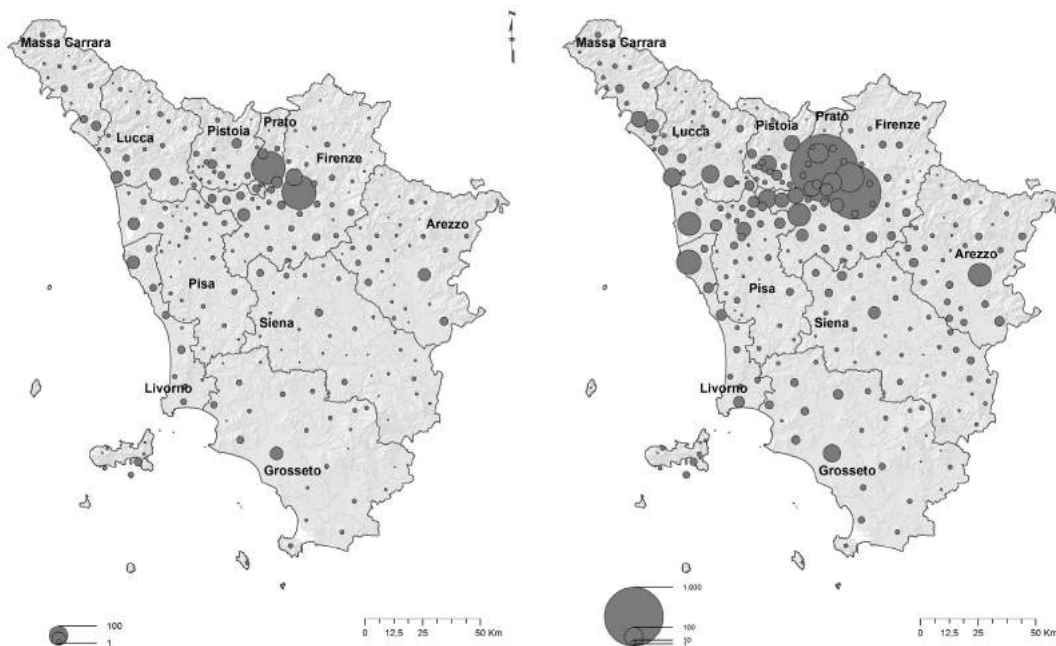 Massa Carrara
Lucca
Pistoia
Prato
Firenze
Arezzo
Pisa
Siena
Livorno
Grosseto
100
1
0 12,5 25 50 Km
Massa Carrara
Lucca
Pistoia
Prato
Firenze
Arezzo
Pisa
Siena
Livorno
Grosseto
1.000
100
10
1
0 12,5 25 50 Km